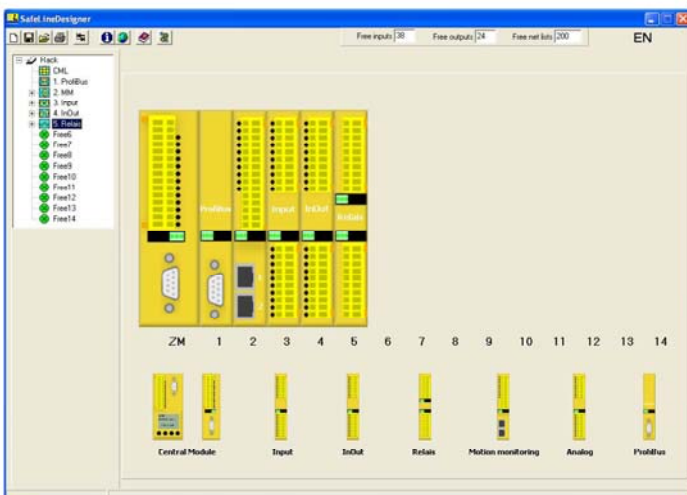 SafeLineDesigner
Free inputs 38 Free outputs 24 Free net lists 200 EN
Rack
CML
1. ProfiBus
2. MM
3. Input
4. InOut
5. Relais
Free6
Free7
Free8
Free9
Free10
Free11
Free12
Free13
Free14
ProfiBus Input InOut
InRelais
1
2
ZM 1 2 3 4 5 6 7 8 9 10 11 12 13 14
Central Module Input InOut Relais Motion monitoring Analog ProfiBus